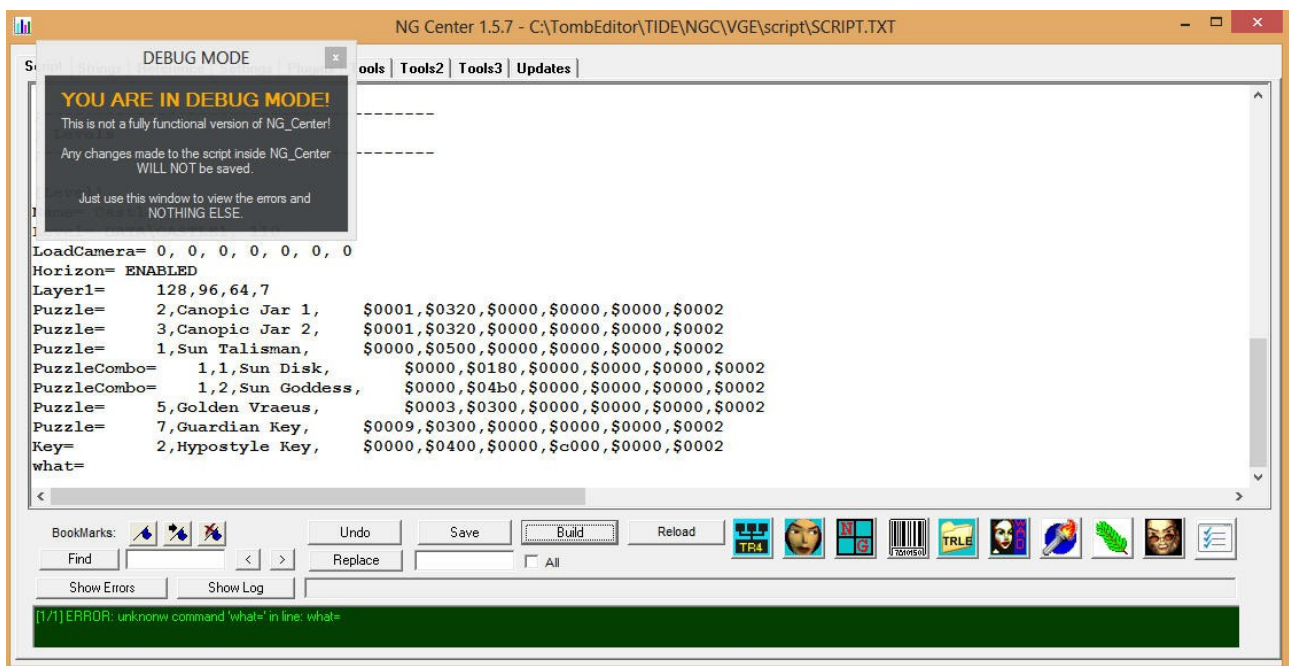 NG Center 1.5.7 - C:\TombEditor\TIDE\NGC\VGE\script\SCRIPT.TXT
DEBUG MODE
x
Tools | Tools2 | Tools3 | Updates |
YOU ARE IN DEBUG MODE!
This is not a fully functional version of NG_Center!
Any changes made to the script inside NG_Center
WILL NOT be saved.
Just use this window to view the errors and
NOTHING ELSE.
LoadCamera= 0, 0, 0, 0, 0, 0, 0
Horizon= ENABLED
Layer1= 128,96,64,7
Puzzle= 2,Canopic Jar 1, $0001,$0320,$0000,$0000,$0000,$0002
Puzzle= 3,Canopic Jar 2, $0001,$0320,$0000,$0000,$0000,$0002
Puzzle= 1,Sun Talisman, $0000,$0500,$0000,$0000,$0000,$0002
PuzzleCombo= 1,1,Sun Disk, $0000,$0180,$0000,$0000,$0000,$0002
PuzzleCombo= 1,2,Sun Goddess, $0000,$04b0,$0000,$0000,$0000,$0002
Puzzle= 5,Golden Vraeus, $0003,$0300,$0000,$0000,$0000,$0002
Puzzle= 7,Guardian Key, $0009,$0300,$0000,$0000,$0000,$0002
Key= 2,Hypostyle Key, $0000,$0400,$0000,$c000,$0000,$0002
what=
BookMarks: Undo Save Build Reload
TR4 N G 7810150 TRLE WAD
Find < > Replace All
Show Errors Show Log
[1/1] ERROR: unknonw command 'what=' in line: what=